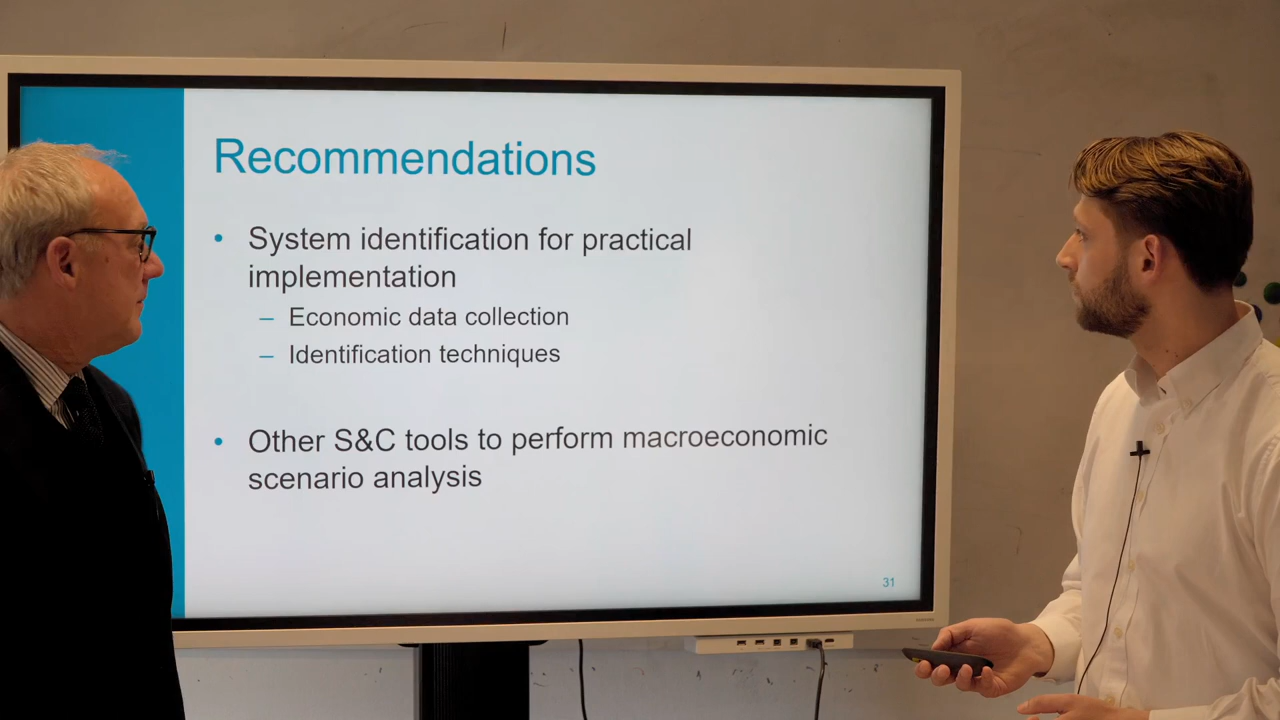 Recommendations
• System identification for practical
implementation
– Economic data collection
– Identification techniques
• Other S&C tools to perform macroeconomic
scenario analysis
31